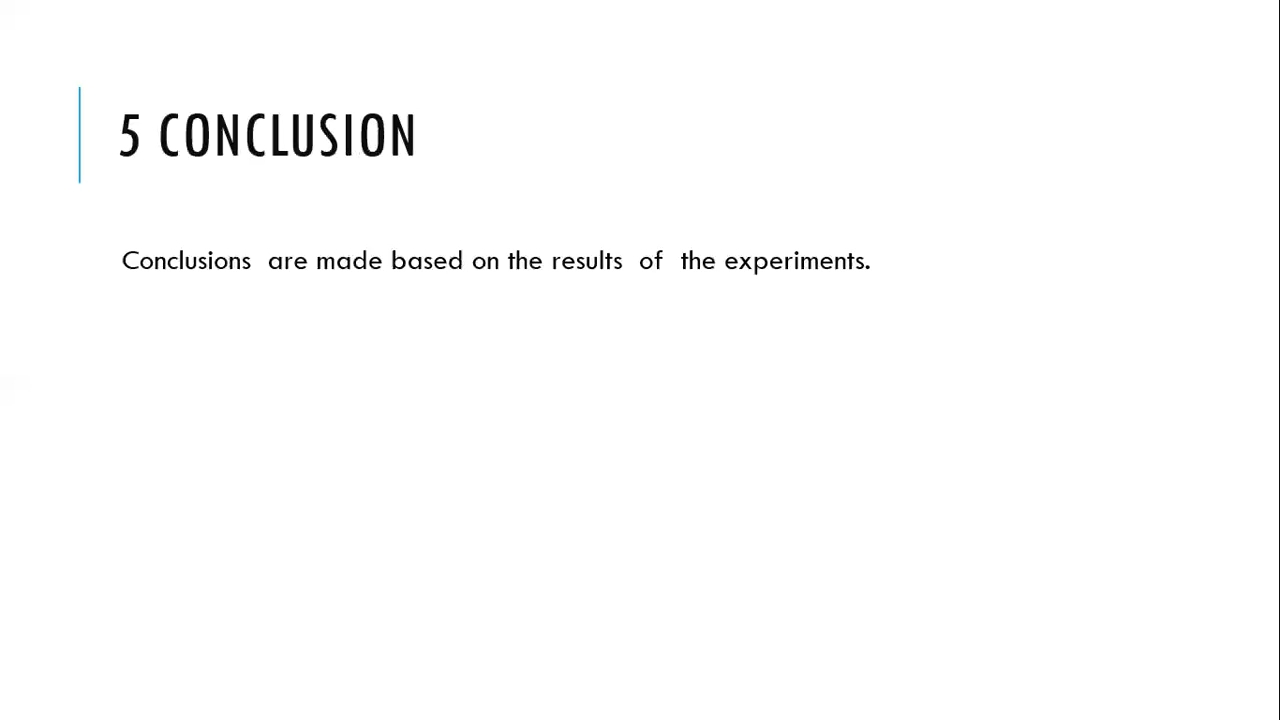 5 CONCLUSION
Conclusions  are made based on the results  of  the experiments.